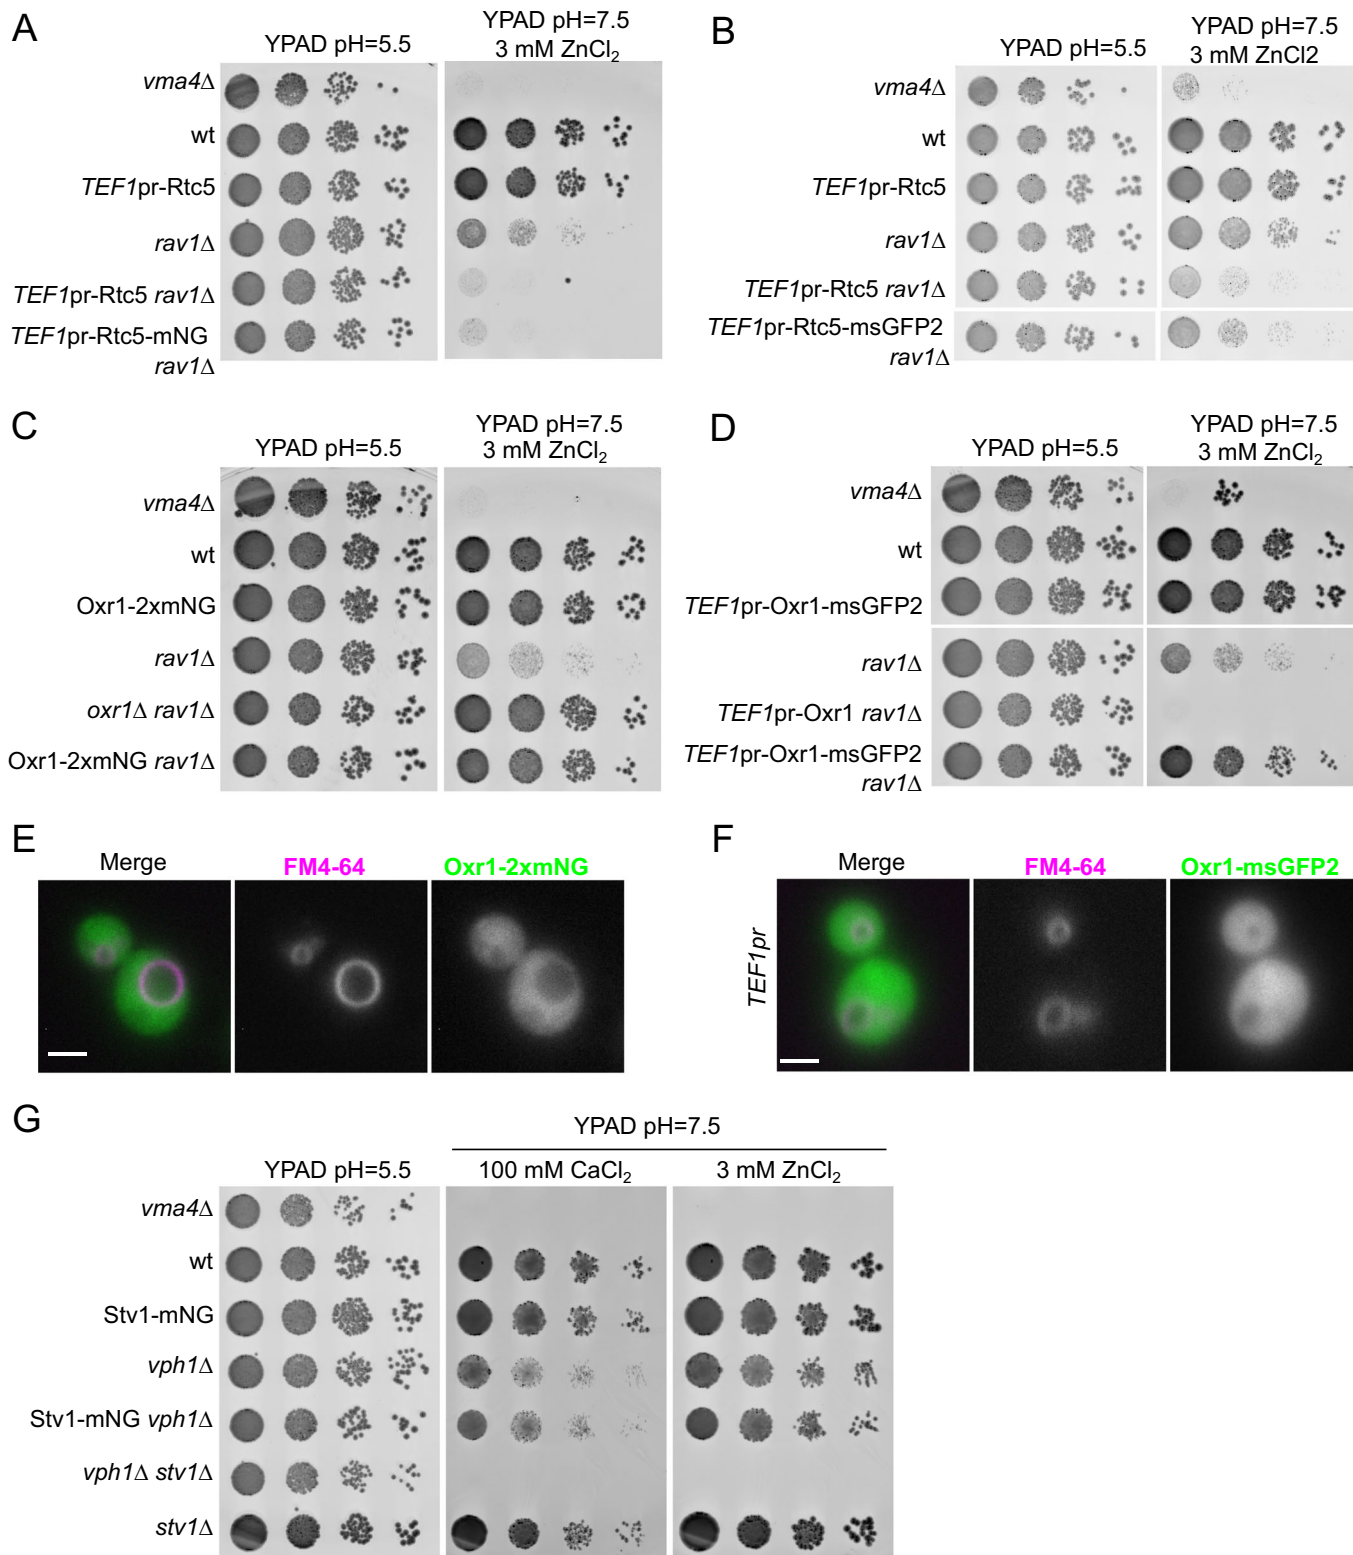 A
YPAD pH=5.5
YPAD pH=7.5
3 mM ZnCl₂
vma4Δ
wt
TEF1pr-Rtc5
rav1Δ
TEF1pr-Rtc5 rav1Δ
TEF1pr-Rtc5-mNG
rav1Δ
B
YPAD pH=5.5
YPAD pH=7.5
3 mM ZnCl2
vma4Δ
wt
TEF1pr-Rtc5
rav1Δ
TEF1pr-Rtc5 rav1Δ
TEF1pr-Rtc5-msGFP2
rav1Δ
C
YPAD pH=5.5
YPAD pH=7.5
3 mM ZnCl₂
vma4Δ
wt
Oxr1-2xmNG
rav1Δ
oxr1Δ rav1Δ
Oxr1-2xmNG rav1Δ
D
YPAD pH=5.5
YPAD pH=7.5
3 mM ZnCl₂
vma4Δ
wt
TEF1pr-Oxr1-msGFP2
rav1Δ
TEF1pr-Oxr1 rav1Δ
TEF1pr-Oxr1-msGFP2
rav1Δ
E
Merge
FM4-64
Oxr1-2xmNG
F
Merge
FM4-64
Oxr1-msGFP2
TEF1pr
G
YPAD pH=7.5
YPAD pH=5.5
100 mM CaCl₂
3 mM ZnCl₂
vma4Δ
wt
Stv1-mNG
vph1Δ
Stv1-mNG vph1Δ
vph1Δ stv1Δ
stv1Δ